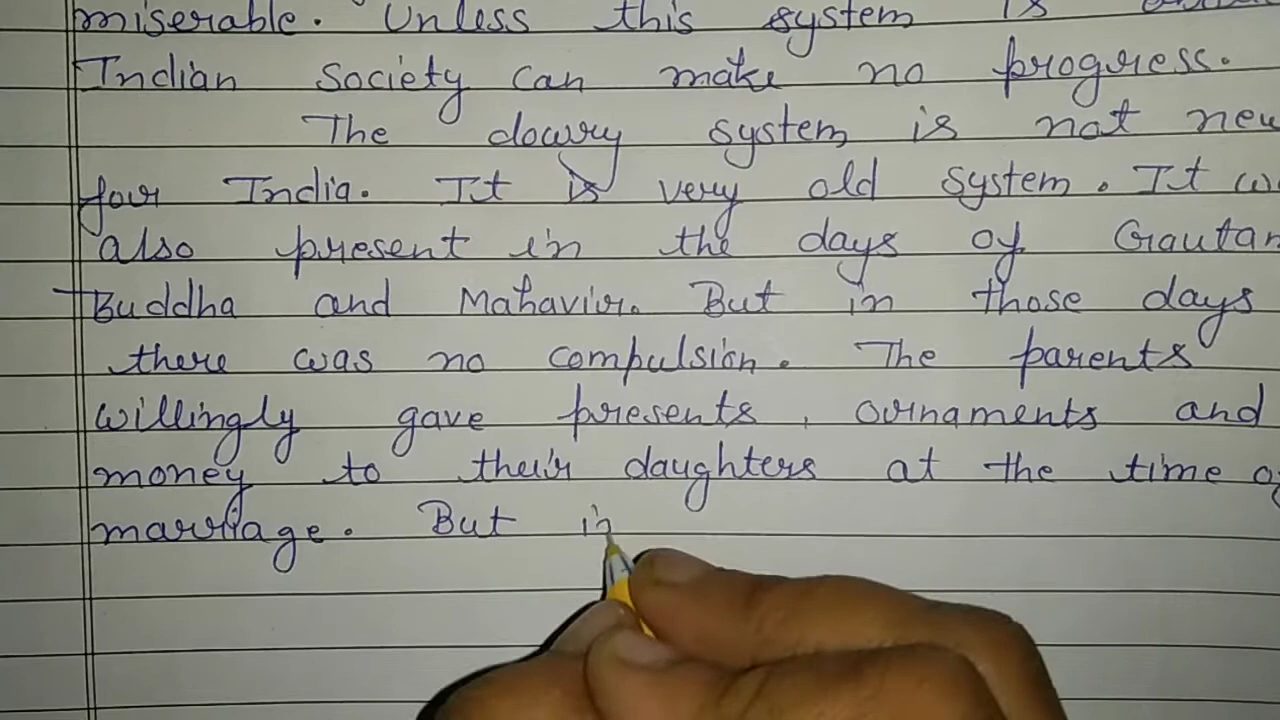 miserable. Unless this system is
Indian Society can make no progress.
The dowry system is not new
for India. It is very old system. It
also present in the days of Gautam
Buddha and Mahavir. But in those days
there was no compulsion. The parents
willingly gave presents, ornaments and
money to their daughters at the time of
marriage. But in